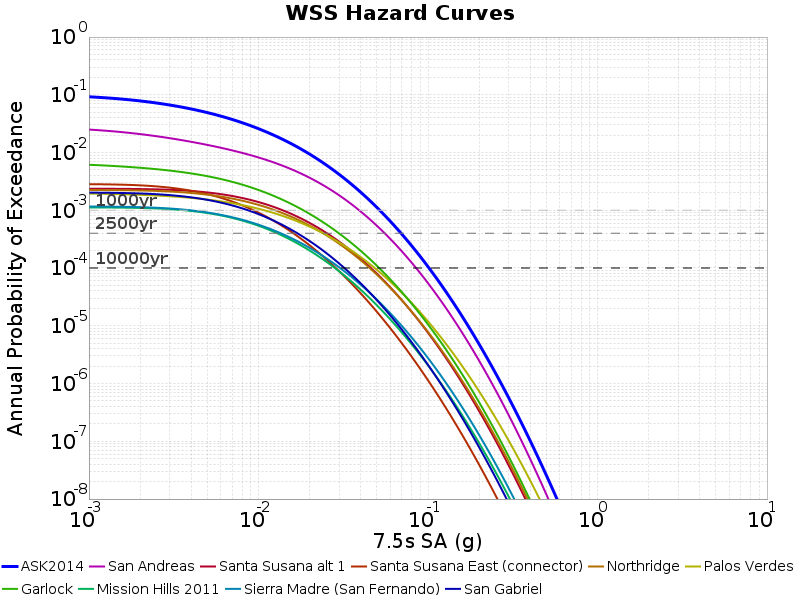 WSS Hazard Curves
Annual Probability of Exceedance
10^0
10^-1
10^-2
10^-3
10^-4
10^-5
10^-6
10^-7
10^-8
1000yr
2500yr
10000yr
10^-3 10^-2 10^-1 10^0 10^1
7.5s SA (g)
ASK2014 San Andreas Santa Susana alt 1 Santa Susana East (connector) Northridge Palos Verdes
Garlock Mission Hills 2011 Sierra Madre (San Fernando) San Gabriel